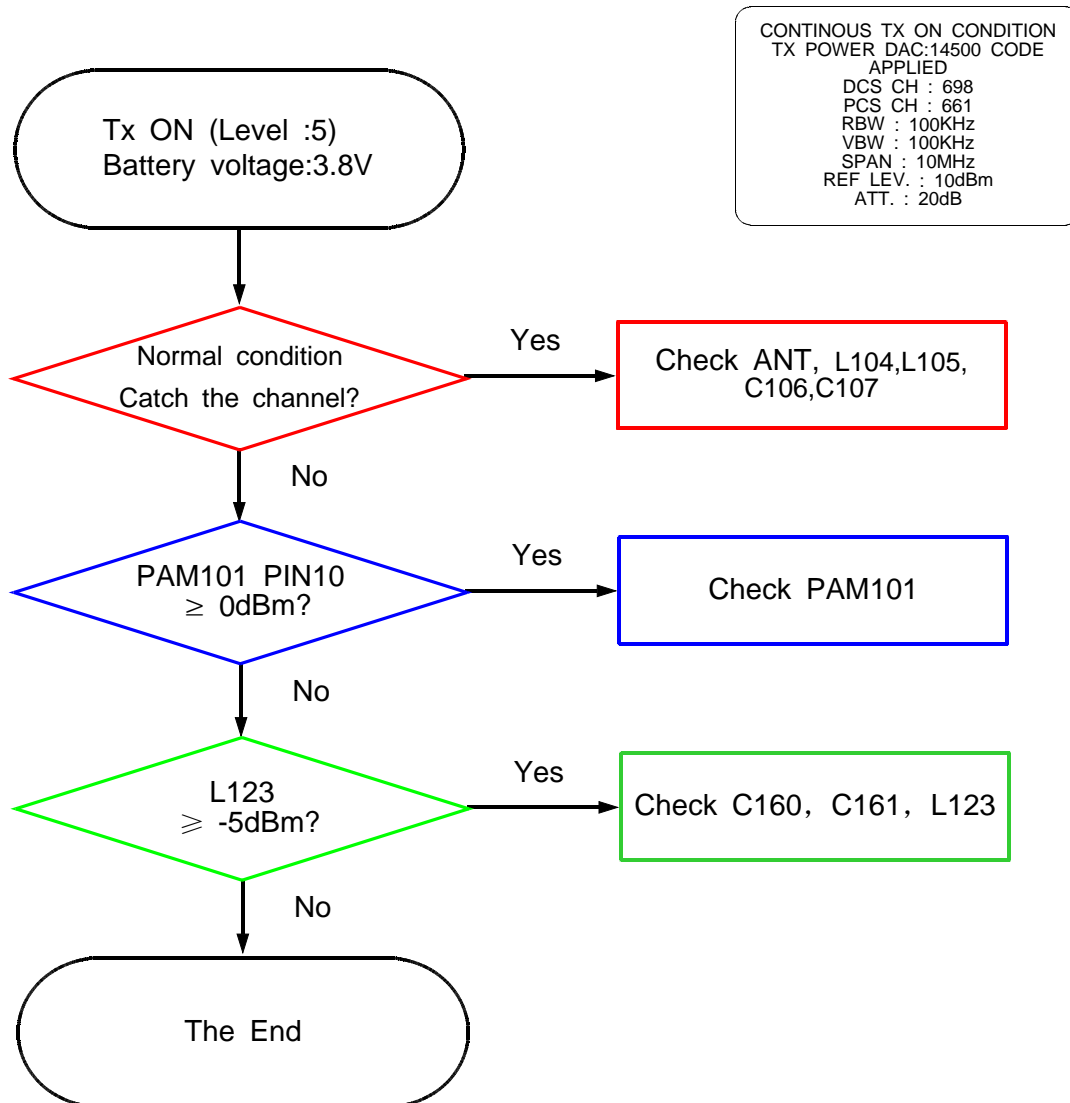 CONTINOUS TX ON CONDITION
TX POWER DAC:14500 CODE
APPLIED
DCS CH : 698
PCS CH : 661
RBW : 100KHz
VBW : 100KHz
SPAN : 10MHz
REF LEV. : 10dBm
ATT. : 20dB
Tx ON (Level :5)
Battery voltage:3.8V
Normal condition
Catch the channel?
Yes
Check ANT, L104,L105,
C106,C107
No
PAM101 PIN10
≥ 0dBm?
Yes
Check PAM101
No
L123
⩾ -5dBm?
Yes
Check C160, C161, L123
No
The End